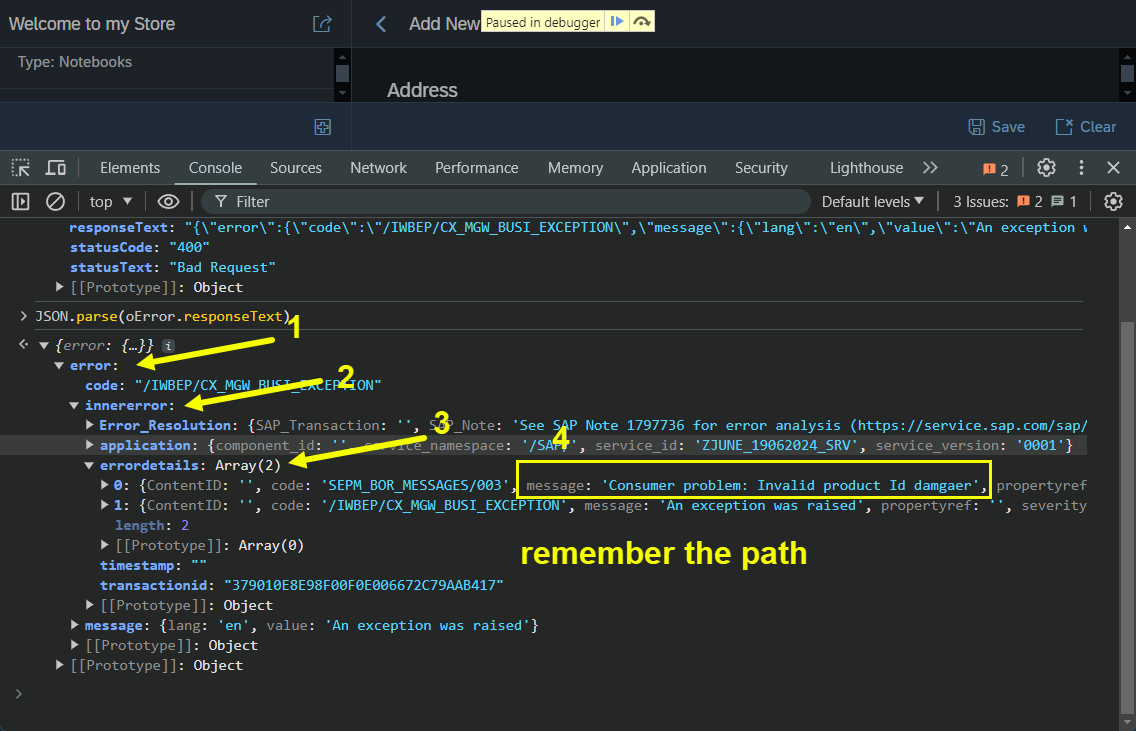 Welcome to my Store
Add New
Paused in debugger
Type: Notebooks
Address
Save
Clear
Elements Console Sources Network Performance Memory Application Security Lighthouse
2
top
Filter
Default levels
3 Issues: 2 1
responseText: "{\"error\":{\"code\":\"/IWBEP/CX_MGW_BUSI_EXCEPTION\",\"message\":{\"lang\":\"en\",\"value\":\"An exception w
statusCode: "400"
statusText: "Bad Request"
[[Prototype]]: Object
JSON.parse(oError.responseText)
1
{error: {…}}
error:
2
code: "/IWBEP/CX_MGW_BUSI_EXCEPTION"
innererror:
3
Error_Resolution: {SAP_Transaction: '', SAP_Note: 'See SAP Note 1797736 for error analysis (https://service.sap.com/sap/
4
application: {component_id: '', service_namespace: '/SAP/', service_id: 'ZJUNE_19062024_SRV', service_version: '0001'}
errordetails: Array(2)
0: {ContentID: '', code: 'SEPM_BOR_MESSAGES/003', message: 'Consumer problem: Invalid product Id damgaer', propertyref
1: {ContentID: '', code: '/IWBEP/CX_MGW_BUSI_EXCEPTION', message: 'An exception was raised', propertyref: '', severity
length: 2
[[Prototype]]: Array(0)
remember the path
timestamp: ""
transactionid: "379010E8E98F00F0E006672C79AAB417"
[[Prototype]]: Object
message: {lang: 'en', value: 'An exception was raised'}
[[Prototype]]: Object
[[Prototype]]: Object